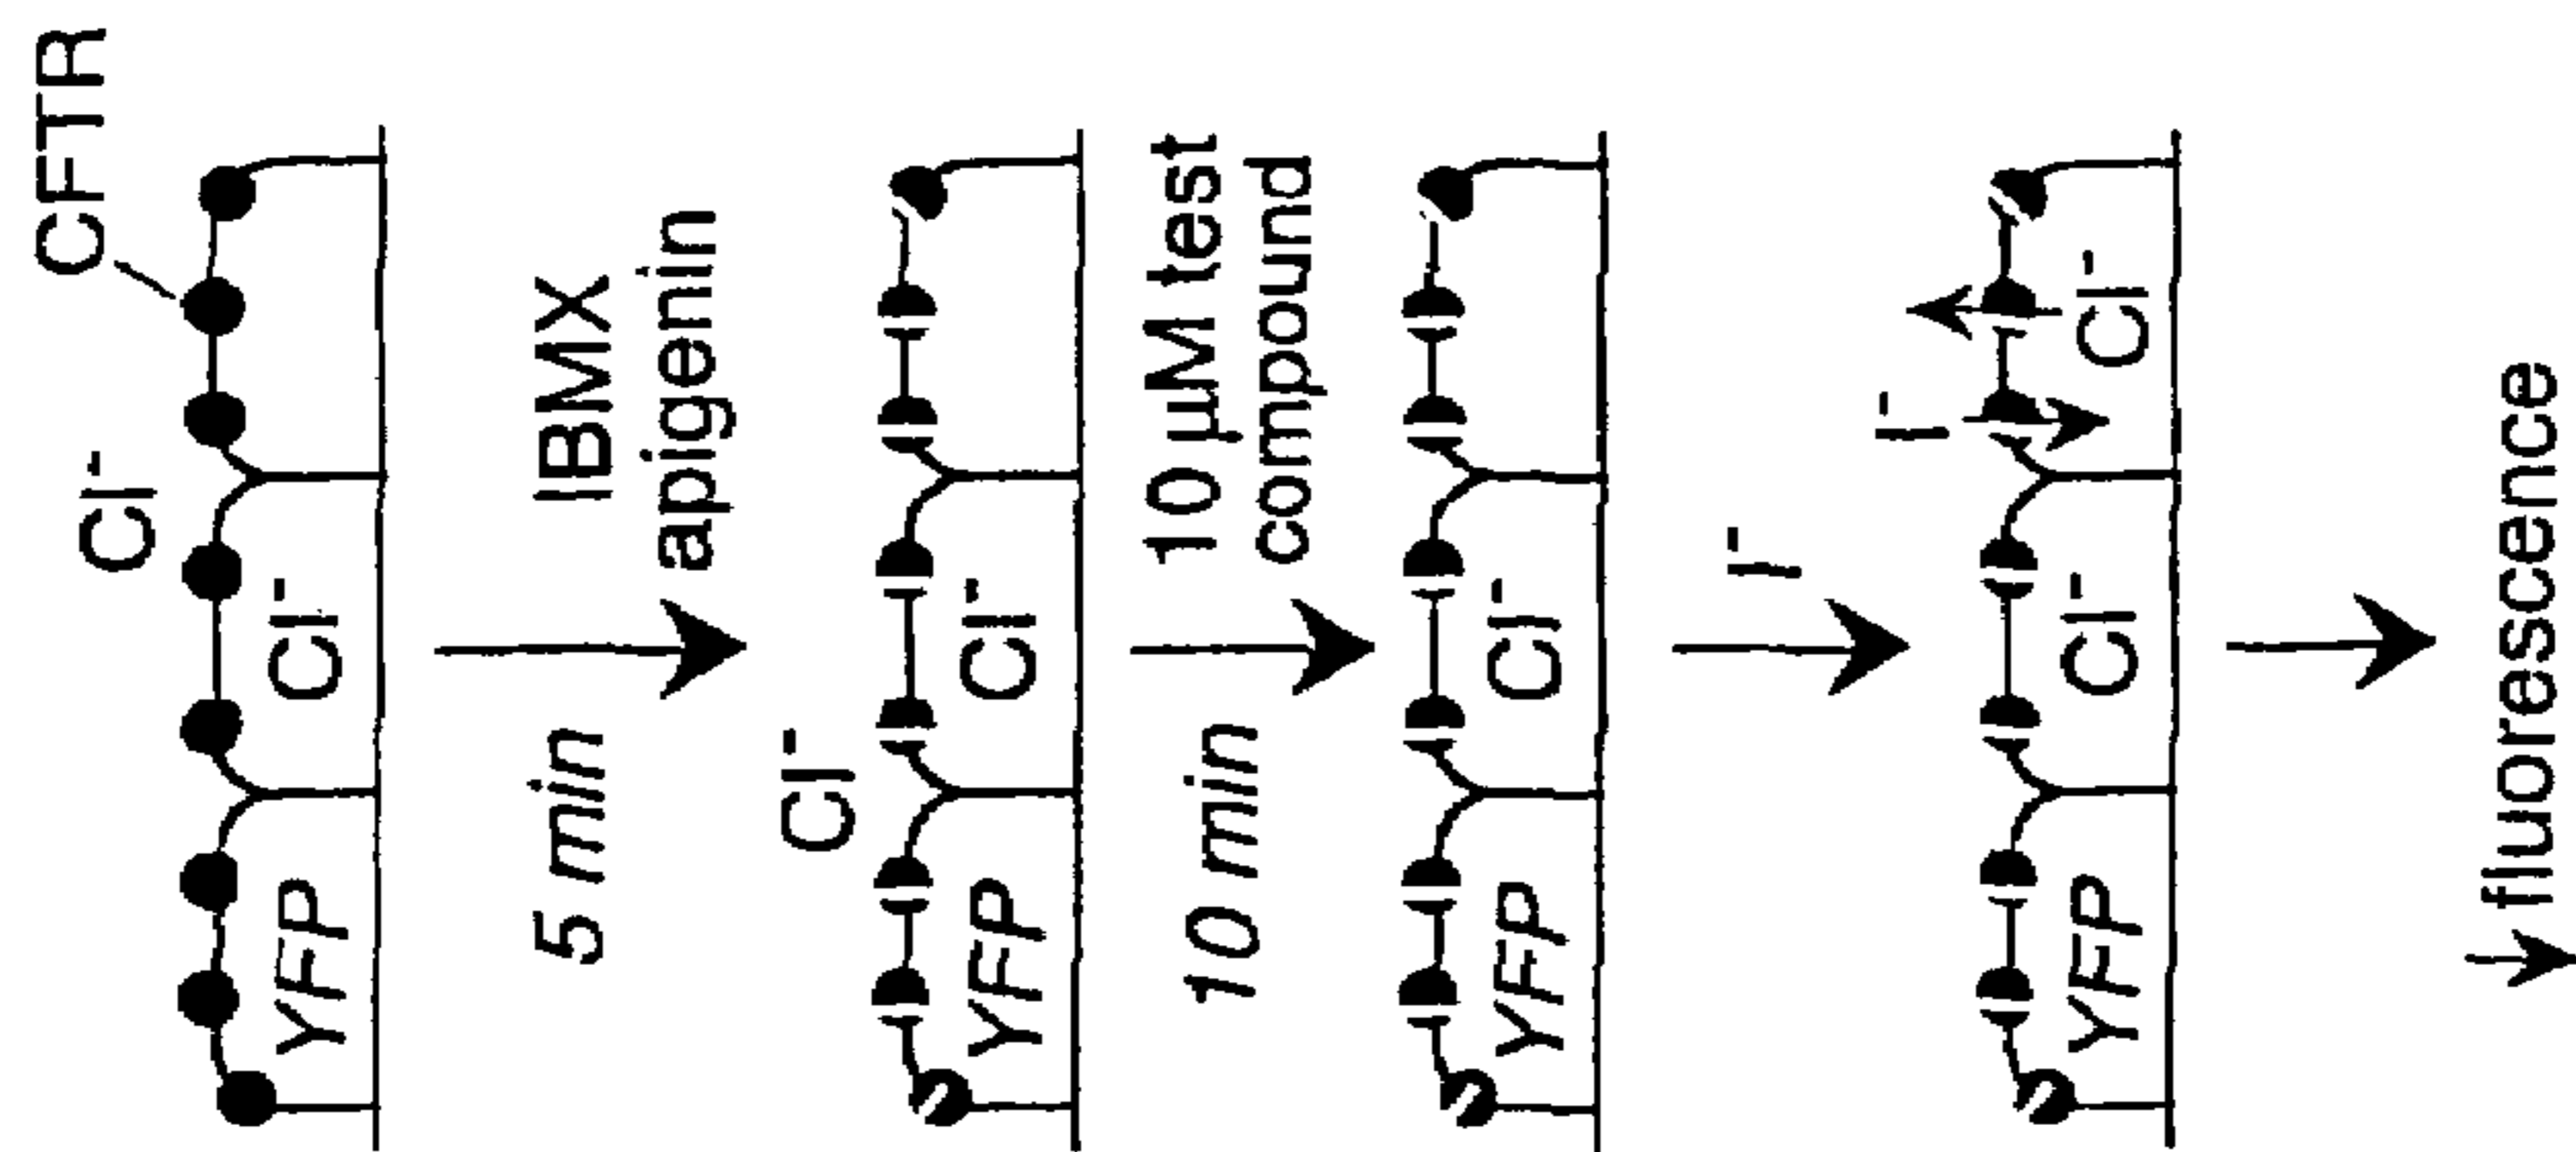 CFTR
Cl⁻
Cl⁻
YFP
5 min
IBMX
apigenin
Cl⁻
Cl⁻
YFP
10 min
10 µM test
compound
Cl⁻
YFP
I⁻
I⁻
Cl⁻
Cl⁻
YFP
↓ fluorescence